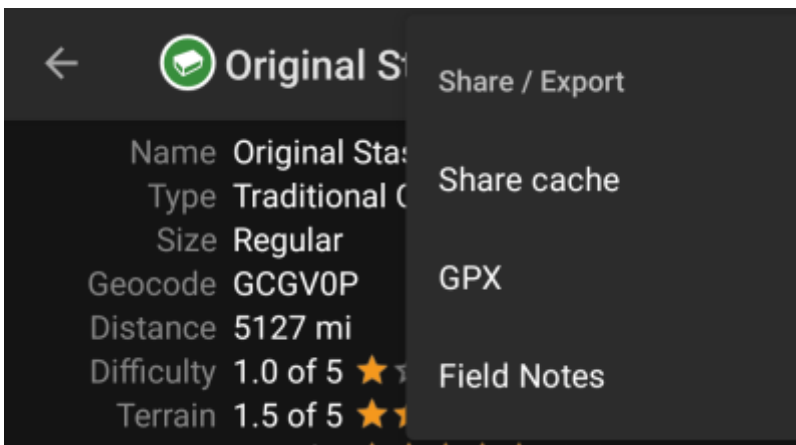 Original St
Share / Export
Name Original Stas
Type Traditional
Size Regular
Geocode GCGV0P
Distance 5127 mi
Difficulty 1.0 of 5
Terrain 1.5 of 5
Share cache
GPX
Field Notes